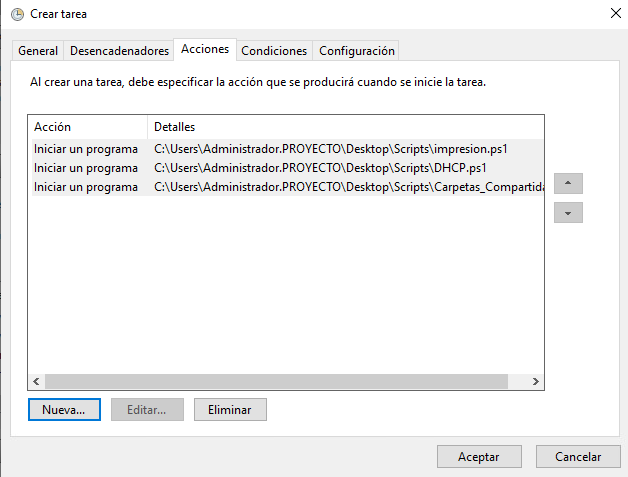 Crear tarea
General Desencadenadores Acciones Condiciones Configuración
Al crear una tarea, debe especificar la acción que se producirá cuando se inicie la tarea.
Acción Detalles
Iniciar un programa C:\Users\Administrador.PROYECTO\Desktop\Scripts\impresion.ps1
Iniciar un programa C:\Users\Administrador.PROYECTO\Desktop\Scripts\DHCP.ps1
Iniciar un programa C:\Users\Administrador.PROYECTO\Desktop\Scripts\Carpetas_Compartida
Nueva... Editar... Eliminar
Aceptar Cancelar